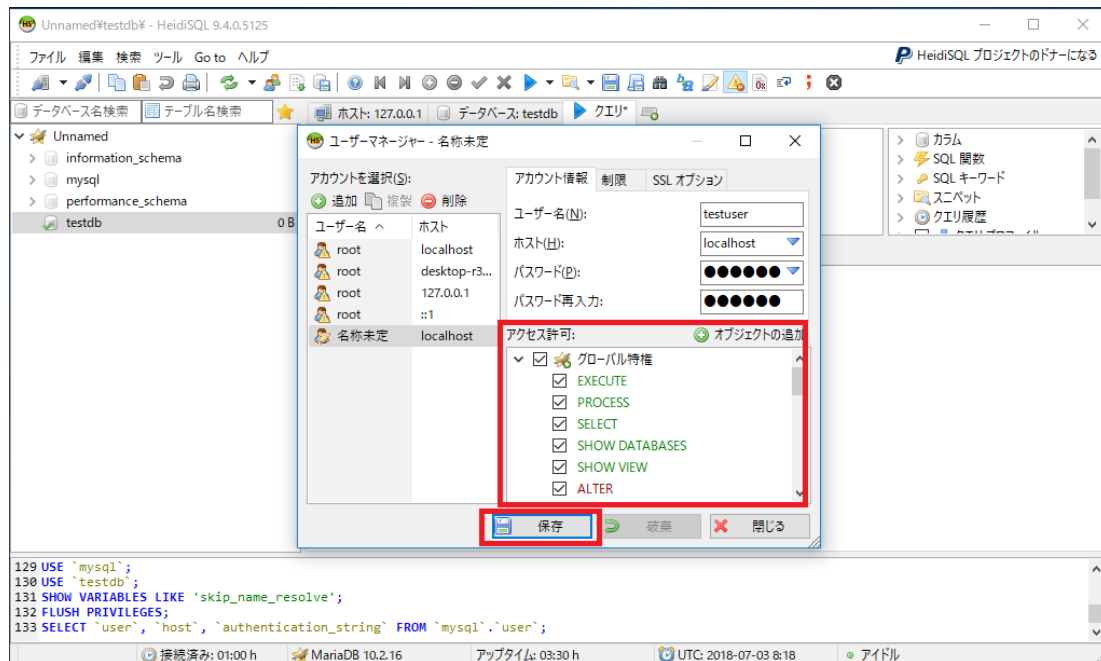 Unnamed¥testdb¥ - HeidiSQL 9.4.0.5125
ファイル 編集 検索 ツール Go to ヘルプ
HeidiSQL プロジェクトのドナーになる
データベース名検索 テーブル名検索
ホスト: 127.0.0.1 データベース: testdb クエリ*
Unnamed
information_schema
mysql
performance_schema
testdb 0 B
ユーザーマネージャー - 名称未定
アカウントを選択(S):
追加 複製 削除
ユーザー名 ホスト
root localhost
root desktop-r3...
root 127.0.0.1
root ::1
名称未定 localhost
アカウント情報 制限 SSL オプション
ユーザー名(N): testuser
ホスト(H): localhost
パスワード(P): ●●●●●●
パスワード再入力: ●●●●●●
アクセス許可: オブジェクトの追加
グローバル特権
EXECUTE
PROCESS
SELECT
SHOW DATABASES
SHOW VIEW
ALTER
保存 破棄 閉じる
カラム
SQL 関数
SQL キーワード
スニペット
クエリ履歴
129 USE `mysql`;
130 USE `testdb`;
131 SHOW VARIABLES LIKE 'skip_name_resolve';
132 FLUSH PRIVILEGES;
133 SELECT `user`, `host`, `authentication_string` FROM `mysql`.`user`;
接続済み: 01:00 h MariaDB 10.2.16 アップタイム: 03:30 h UTC: 2018-07-03 8:18 アイドル